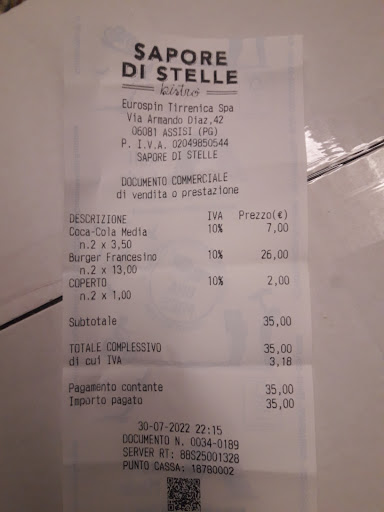 SAPORE
DI STELLE
bistro
Eurospin Tirrenica Spa
Via Armando Diaz,42
06081 ASSISI (PG)
P. I.V.A. 02049850544
SAPORE DI STELLE
DOCUMENTO COMMERCIALE
di vendita o prestazione
DESCRIZIONE IVA Prezzo(€)
Coca-Cola Media 10% 7,00
n.2 x 3,50
Burger Francesino 10% 26,00
n.2 x 13,00
COPERTO 10% 2,00
n.2 x 1,00
Subtotale 35,00
TOTALE COMPLESSIVO 35,00
di cui IVA 3,18
Pagamento contante 35,00
Importo pagato 35,00
30-07-2022 22:15
DOCUMENTO N. 0034-0189
SERVER RT: 88S25001328
PUNTO CASSA: 18780002